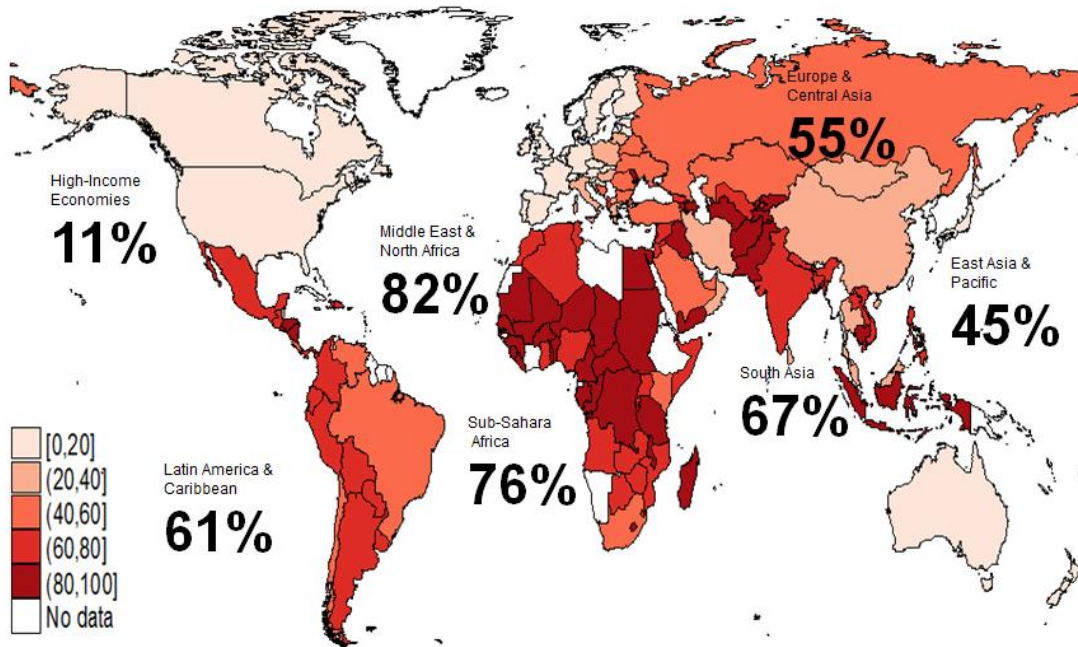 Europe &
Central Asia
55%
High-Income
Economies
11%
Middle East &
North Africa
82%
East Asia &
Pacific
45%
South Asia
67%
Sub-Sahara
Africa
76%
Latin America &
Caribbean
61%
[0,20]
(20,40]
(40,60]
(60,80]
(80,100]
No data